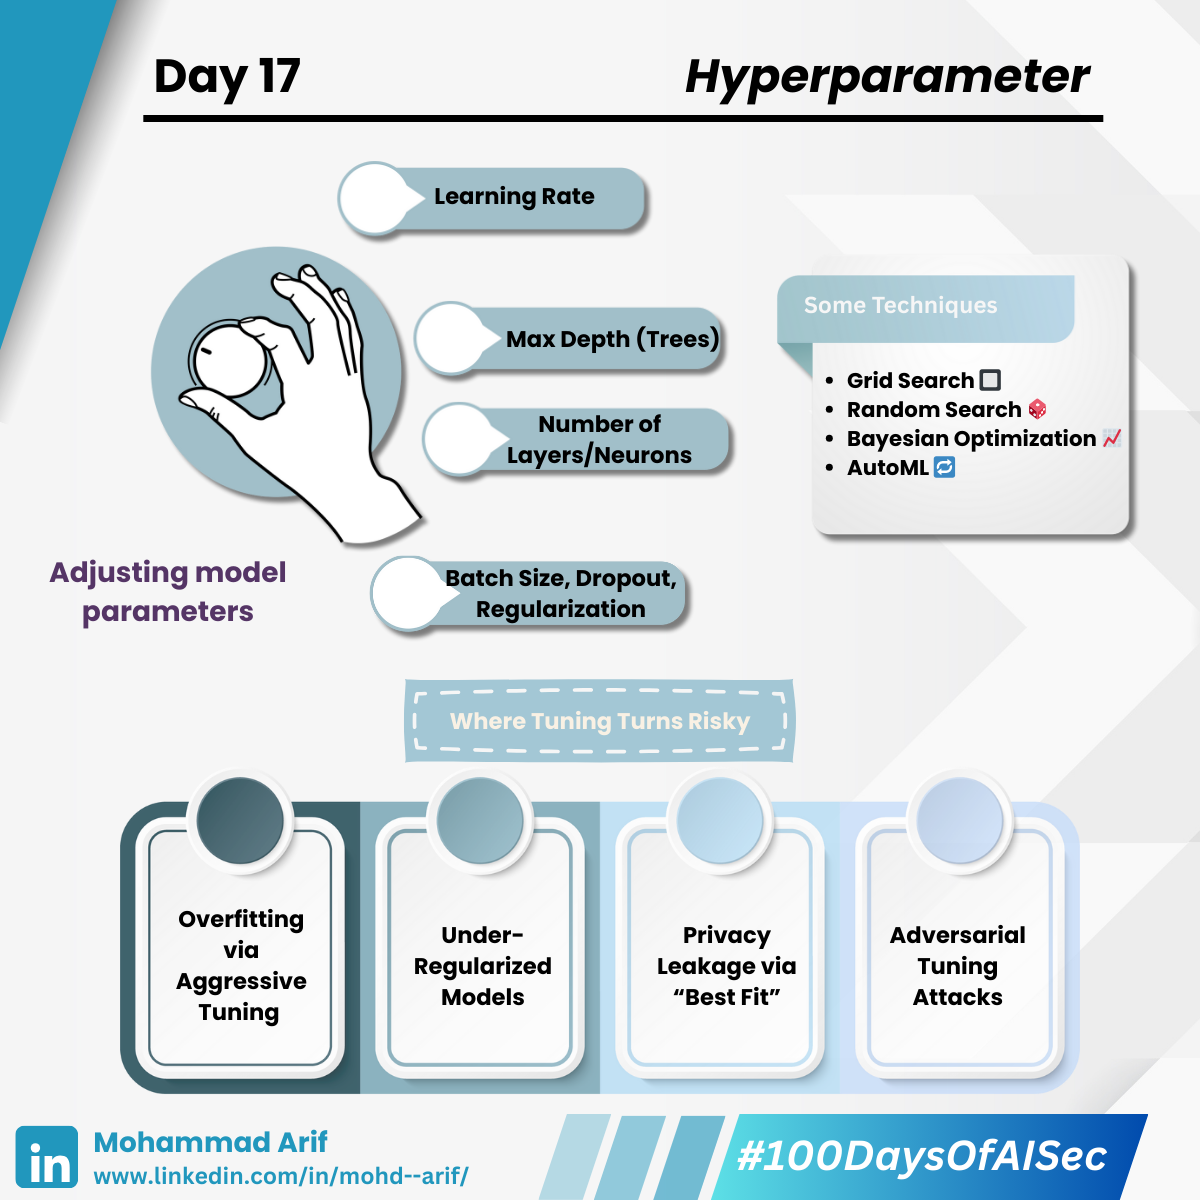 Day 17
Hyperparameter
Learning Rate
Max Depth (Trees)
Number of
Layers/Neurons
Batch Size, Dropout,
Regularization
Adjusting model
parameters
Some Techniques
• Grid Search
• Random Search
• Bayesian Optimization
• AutoML
Where Tuning Turns Risky
Overfitting
via
Aggressive
Tuning
Under-
Regularized
Models
Privacy
Leakage via
“Best Fit”
Adversarial
Tuning
Attacks
in
Mohammad Arif
www.linkedin.com/in/mohd--arif/
#100DaysOfAISec